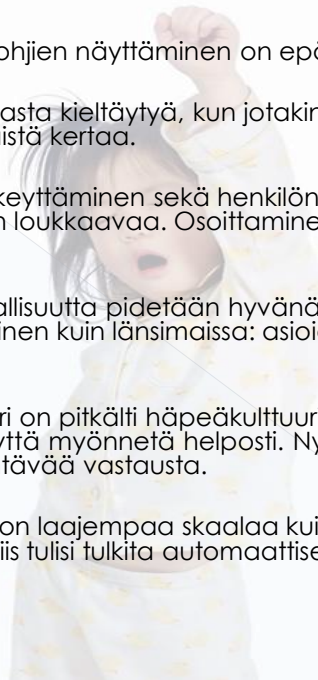 ohjien näyttäminen on epä
asta kieltäytyä, kun jotakin
istä kertaa.
keyttäminen sekä henkilön
n loukkaavaa. Osoittamine
allisuutta pidetään hyvänä
inen kuin länsimaissa: asioid
ri on pitkälti häpeäkulttuur
yttä myönnetä helposti. Ny
tävää vastausta.
on laajempaa skaalaa kui
iis tulisi tulkita automaattise